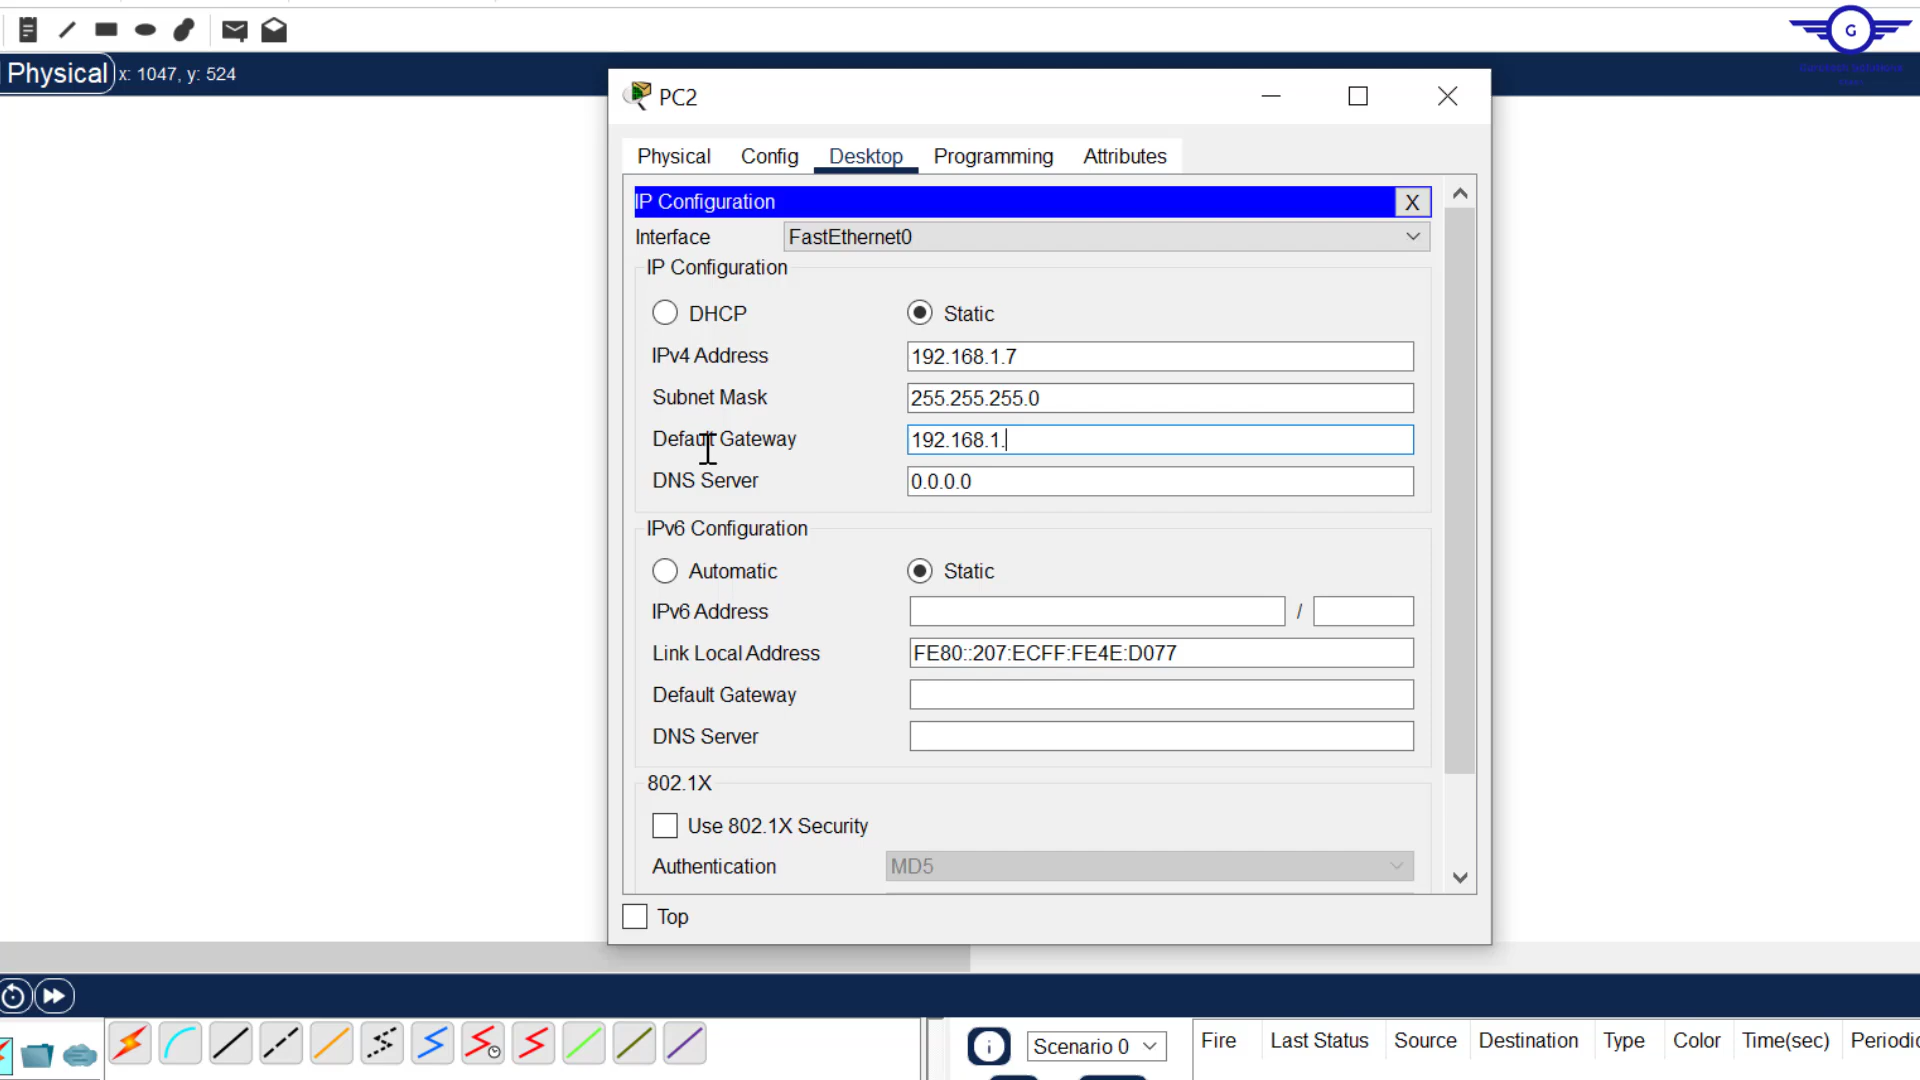 Physical x: 1047, y: 524
G
PC2
Physical Config Desktop Programming Attributes
IP Configuration X
Interface FastEthernet0
IP Configuration
DHCP Static
IPv4 Address 192.168.1.7
Subnet Mask 255.255.255.0
Default Gateway 192.168.1.
DNS Server 0.0.0.0
IPv6 Configuration
Automatic Static
IPv6 Address /
Link Local Address FE80::207:ECFF:FE4E:D077
Default Gateway
DNS Server
802.1X
Use 802.1X Security
Authentication MD5
Top
Scenario 0 Fire Last Status Source Destination Type Color Time(sec) Periodic